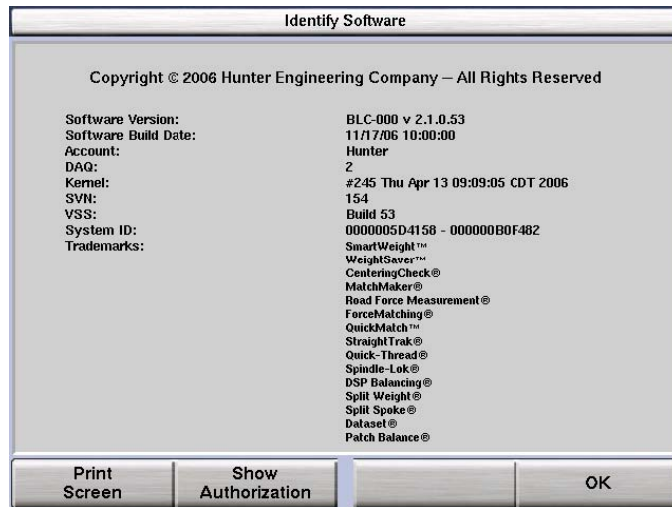 Identify Software
Copyright © 2006 Hunter Engineering Company – All Rights Reserved
Software Version: BLC-000 v 2.1.0.53
Software Build Date: 11/17/06 10:00:00
Account: Hunter
DAQ: 2
Kernel: #245 Thu Apr 13 09:09:05 CDT 2006
SVN: 154
VSS: Build 53
System ID: 0000005D4158 - 000000B0F482
Trademarks: SmartWeight™
WeightSaver™
CenteringCheck®
MatchMaker®
Road Force Measurement®
ForceMatching®
QuickMatch™
StraightTrak®
Quick-Thread®
Spindle-Lok®
DSP Balancing®
Split Weight®
Split Spoke®
Dataset®
Patch Balance®
Print
Screen
Show
Authorization
OK